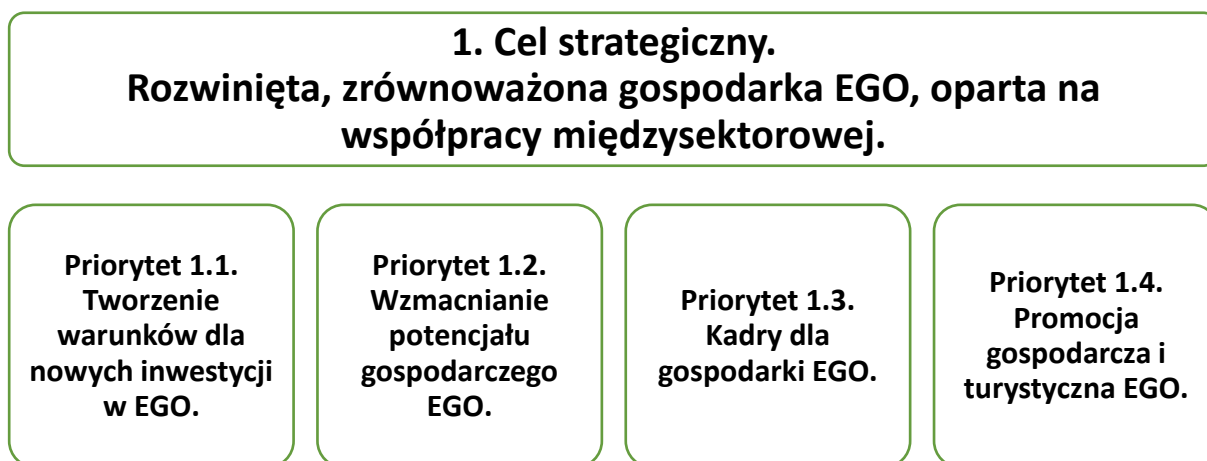 1. Cel strategiczny.
Rozwinięta, zrównoważona gospodarka EGO, oparta na
współpracy międzysektorowej.
Priorytet 1.1.
Tworzenie
warunków dla
nowych inwestycji
w EGO.
Priorytet 1.2.
Wzmacnianie
potencjału
gospodarczego
EGO.
Priorytet 1.3.
Kadry dla
gospodarki EGO.
Priorytet 1.4.
Promocja
gospodarcza i
turystyczna EGO.